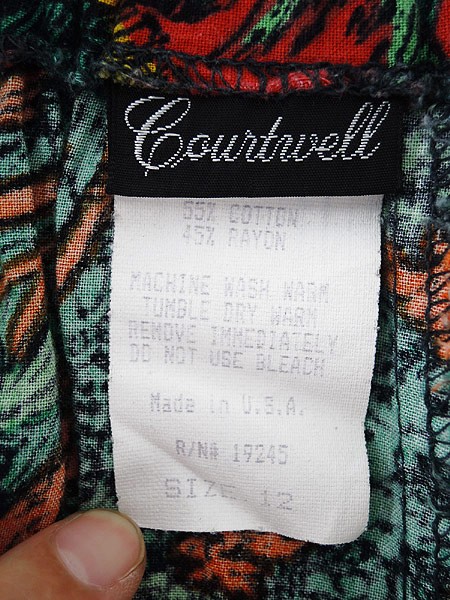 Courtwell
55% COTTON
45% RAYON
MACHINE WASH WARM
TUMBLE DRY WARM
REMOVE IMMEDIATELY
DO NOT USE BLEACH
Made in U.S.A.
R/N# 19245
SIZE 12